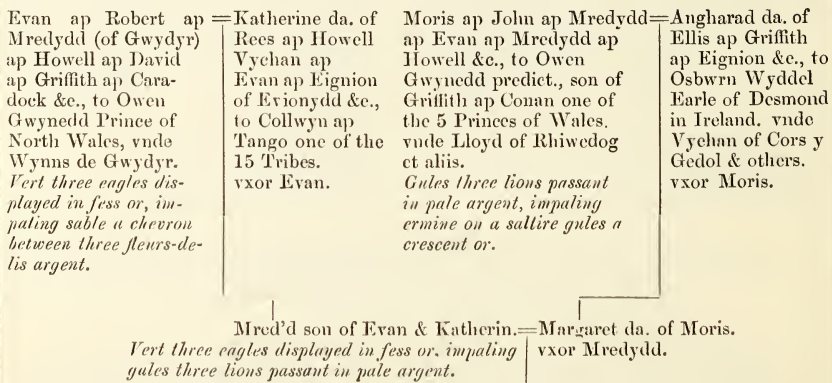 Evan ap Robert ap
Mredydd (of Gwydyr)
ap Howell ap David
ap Griffith ap Cara-
dock &c., to Owen
Gwynedd Prince of
North Wales, vnde
Wynns de Gwydyr.
Vert three eagles dis-
played in fess or, im-
paling sable a chevron
between three fleurs-de-
lis argent.
=Katherine da. of
Rees ap Howell
Vychan ap
Evan ap Eignion
of Evionydd &c.,
to Collwyn ap
Tango one of the
15 Tribes.
vxor Evan.
Moris ap John ap Mredydd
ap Evan ap Mredydd ap
Howell &c., to Owen
Gwynedd predict., son of
Griffith ap Conan one of
the 5 Princes of Wales,
vnde Lloyd of Rhiwedog
et aliis.
Gules three lions passant
in pale argent, impaling
ermine on a saltire gules a
crescent or.
=Angharad da. of
Ellis ap Griffith
ap Eignion &c., to
Osbwrn Wyddel
Earle of Desmond
in Ireland, vnde
Vychan of Cors y
Gedol & others.
vxor Moris.
Mred'd son of Evan & Katherin.=Margaret da. of Moris.
Vert three eagles displayed in fess or, impaling
gules three lions passant in pale argent.
vxor Mredydd.